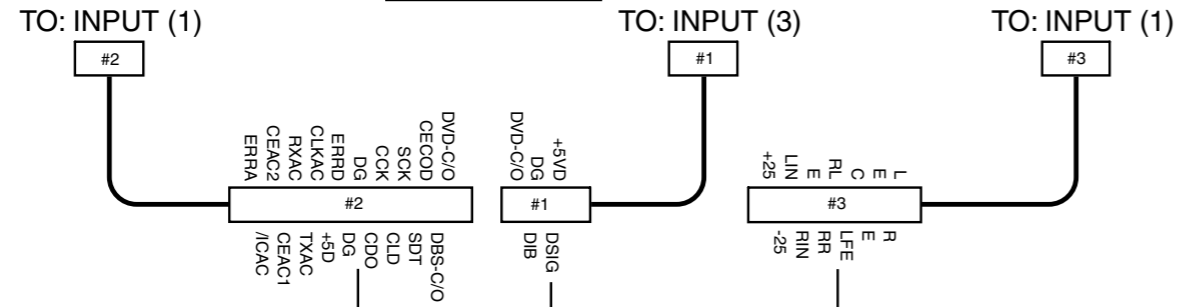 TO: INPUT (1)
TO: INPUT (3)
TO: INPUT (1)
#2
#1
#3
ERRA
CEAC2
RXAC
CLKAC
ERRD
DG
CCK
SCK
CECOD
DVD-C/O
DVD-C/O
DG
+5VD
+25
LIN
E
RL
C
E
L
#2
#1
#3
/ICAC
CEAC1
TXAC
+5D
DG
CDO
CLD
SDT
DBS-C/O
DIB
DSIG
-25
RIN
RR
LFE
E
R